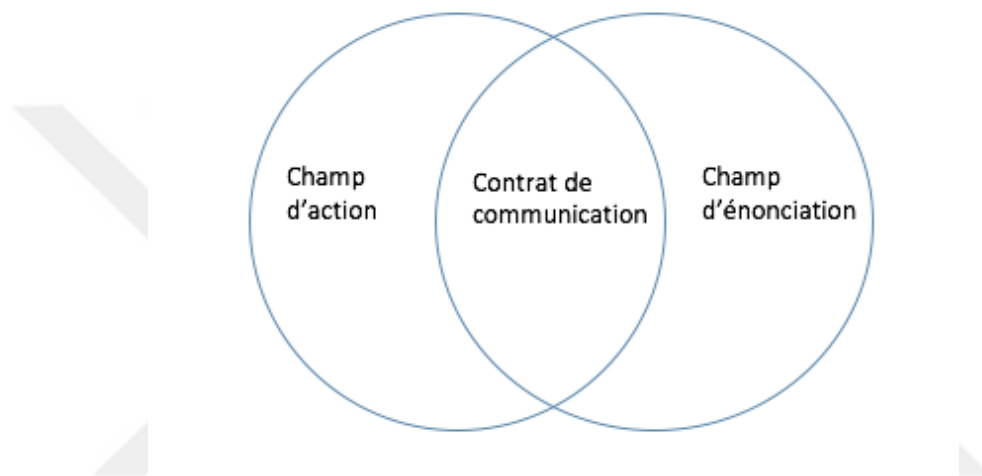 Champ
d'action
Contrat de
communication
Champ
d'énonciation